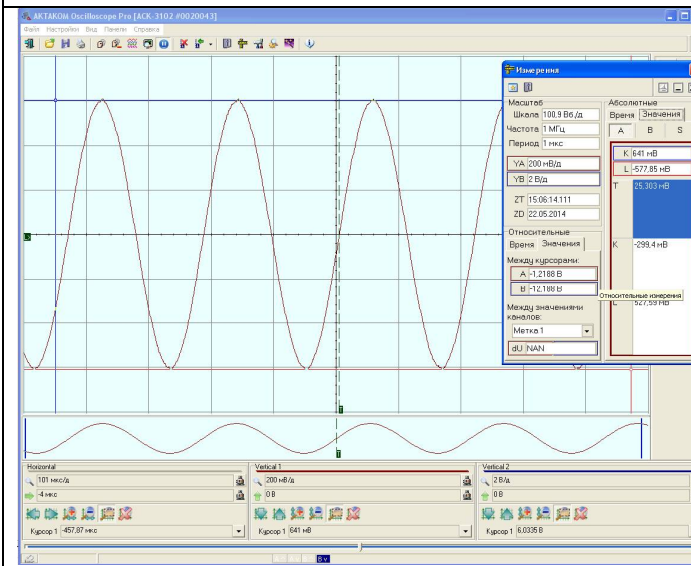 AKTAKOM Oscilloscope Pro [ACK-3102 #0020043]
Файл Настройки Вид Панели Справка
Измерения
Масштаб
Шкала 100,9 Вб./д
Частота 1 МГц
Период 1 мкс
YA 200 мВ/д
YB 2 В/д
ZT 15:06:14.111
ZD 22.05.2014
Относительные
Время Значения
Между курсорами:
A -1,2188 В
B -12,188 В
Между значениями
каналов:
Метка 1
dU NAN
Абсолютные
Время Значения
A B S
K 641 мВ
L -577,85 мВ
T 25,303 мВ
K -299,4 мВ
Относительные измерения
L 527,59 мВ
Horizontal
101 мкс/д
-4 мкс
Курсор 1 -457,87 мкс
Vertical 1
200 мВ/д
0 В
Курсор 1 641 мВ
Vertical 2
2 В/д
0 В
Курсор 1 6,0335 В